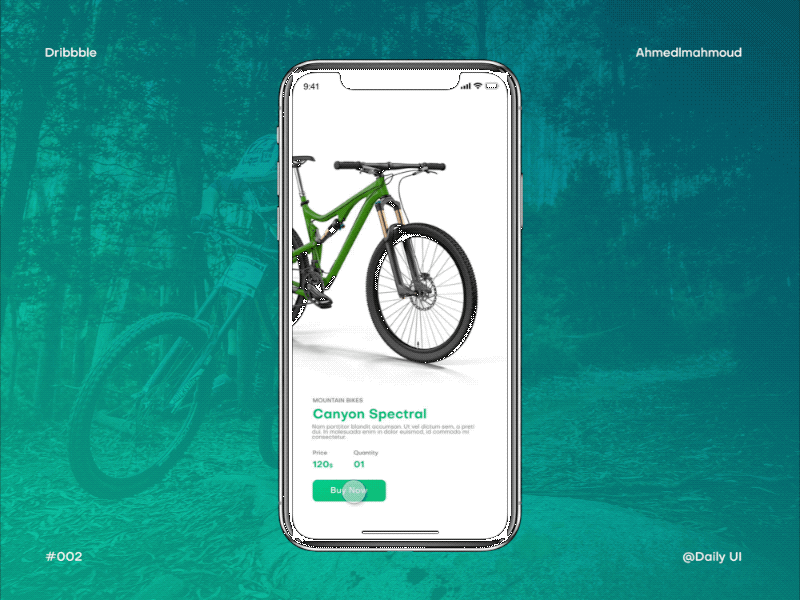 Dribbble
Ahmedlmahmoud
9:41
MOUNTAIN BIKES
Canyon Spectral
Nam porttitor blandit accumsan. Ut vel dictum sem, a preti
dui. In malesuada enim in dolor euismod, id commodo mi
consectetur.
Price
Quantity
120$
01
Buy Now
#002
@Daily UI